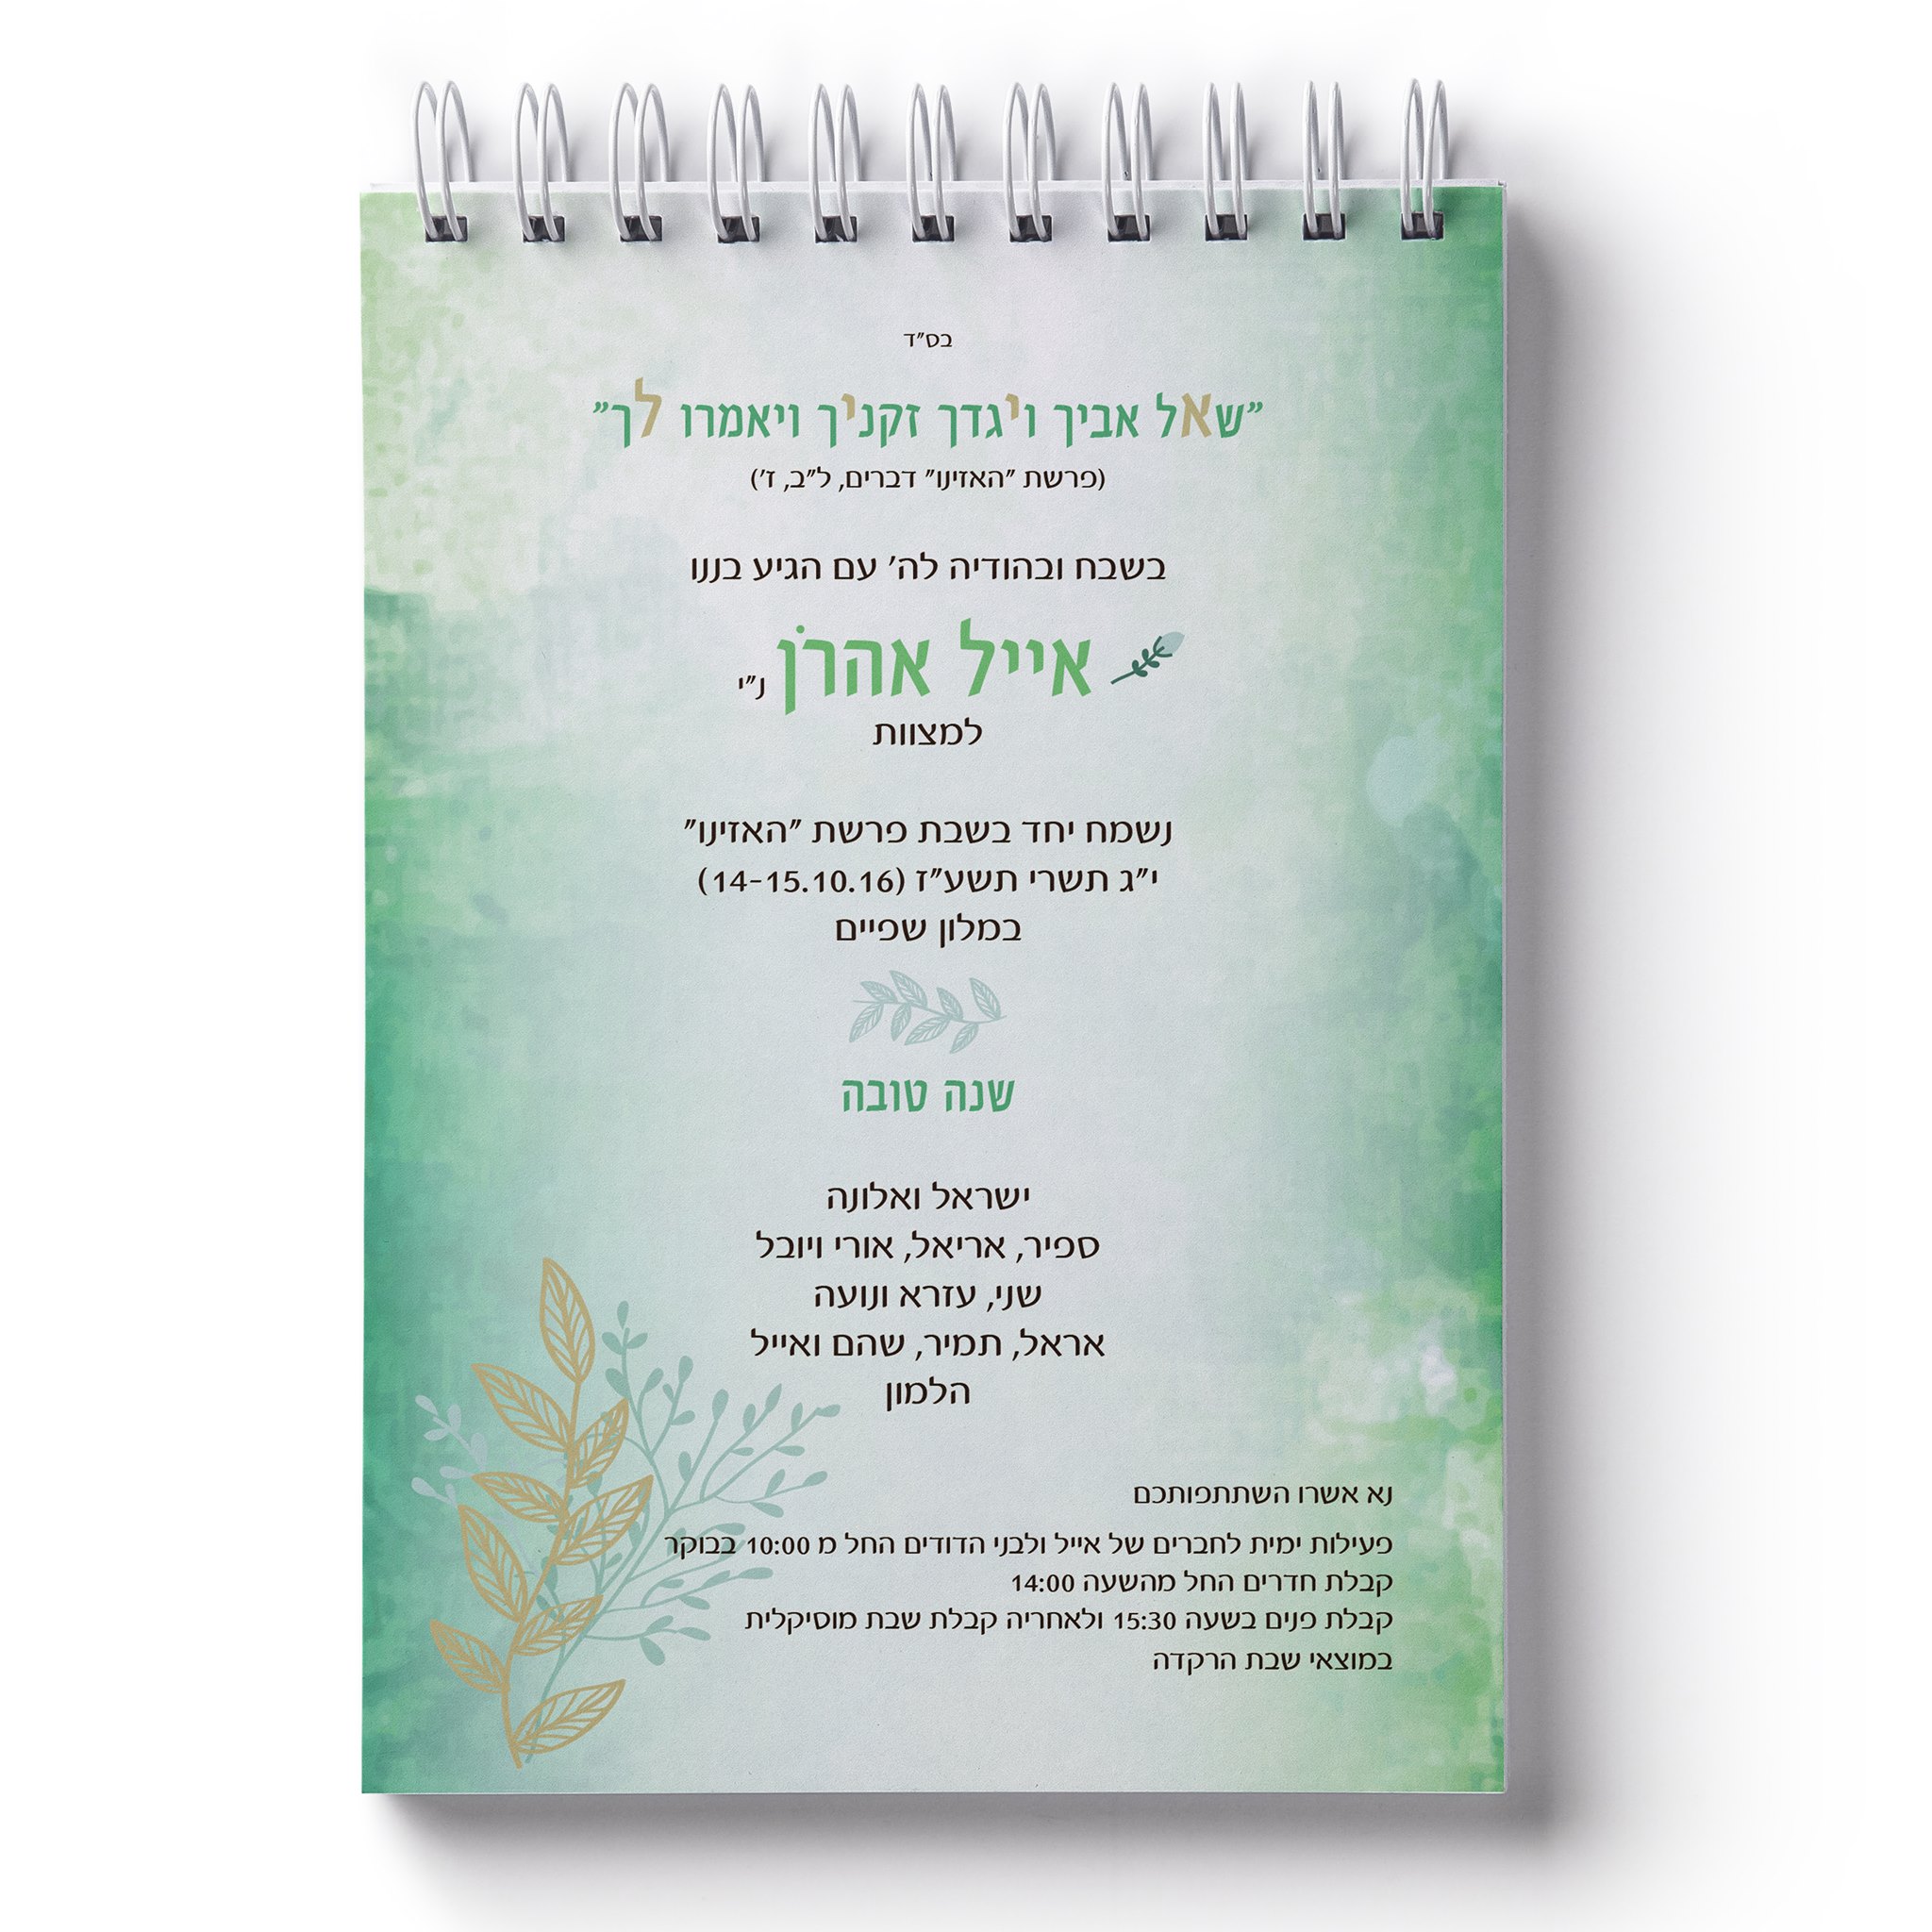 בס"ד
"שאל אביך ויגדך זקניך ויאמרו לך"
(פרשת "האזינו" דברים, ל"ב, ז')
בשבח ובהודיה לה' עם הגיע בננו
אייל אהרֹן נ"י
למצוות
נשמח יחד בשבת פרשת "האזינו"
י"ג תשרי תשע"ז (14-15.10.16)
במלון שפיים
שנה טובה
ישראל ואלונה
ספיר, אריאל, אורי ויובל
שני, עזרא ונועה
אראל, תמיר, שהם ואייל
הלמון
נא אשרו השתתפותכם
פעילות ימית לחברים של אייל ולבני הדודים החל מ 10:00 בבוקר
קבלת חדרים החל מהשעה 14:00
קבלת פנים בשעה 15:30 ולאחריה קבלת שבת מוסיקלית
במוצאי שבת הרקדה